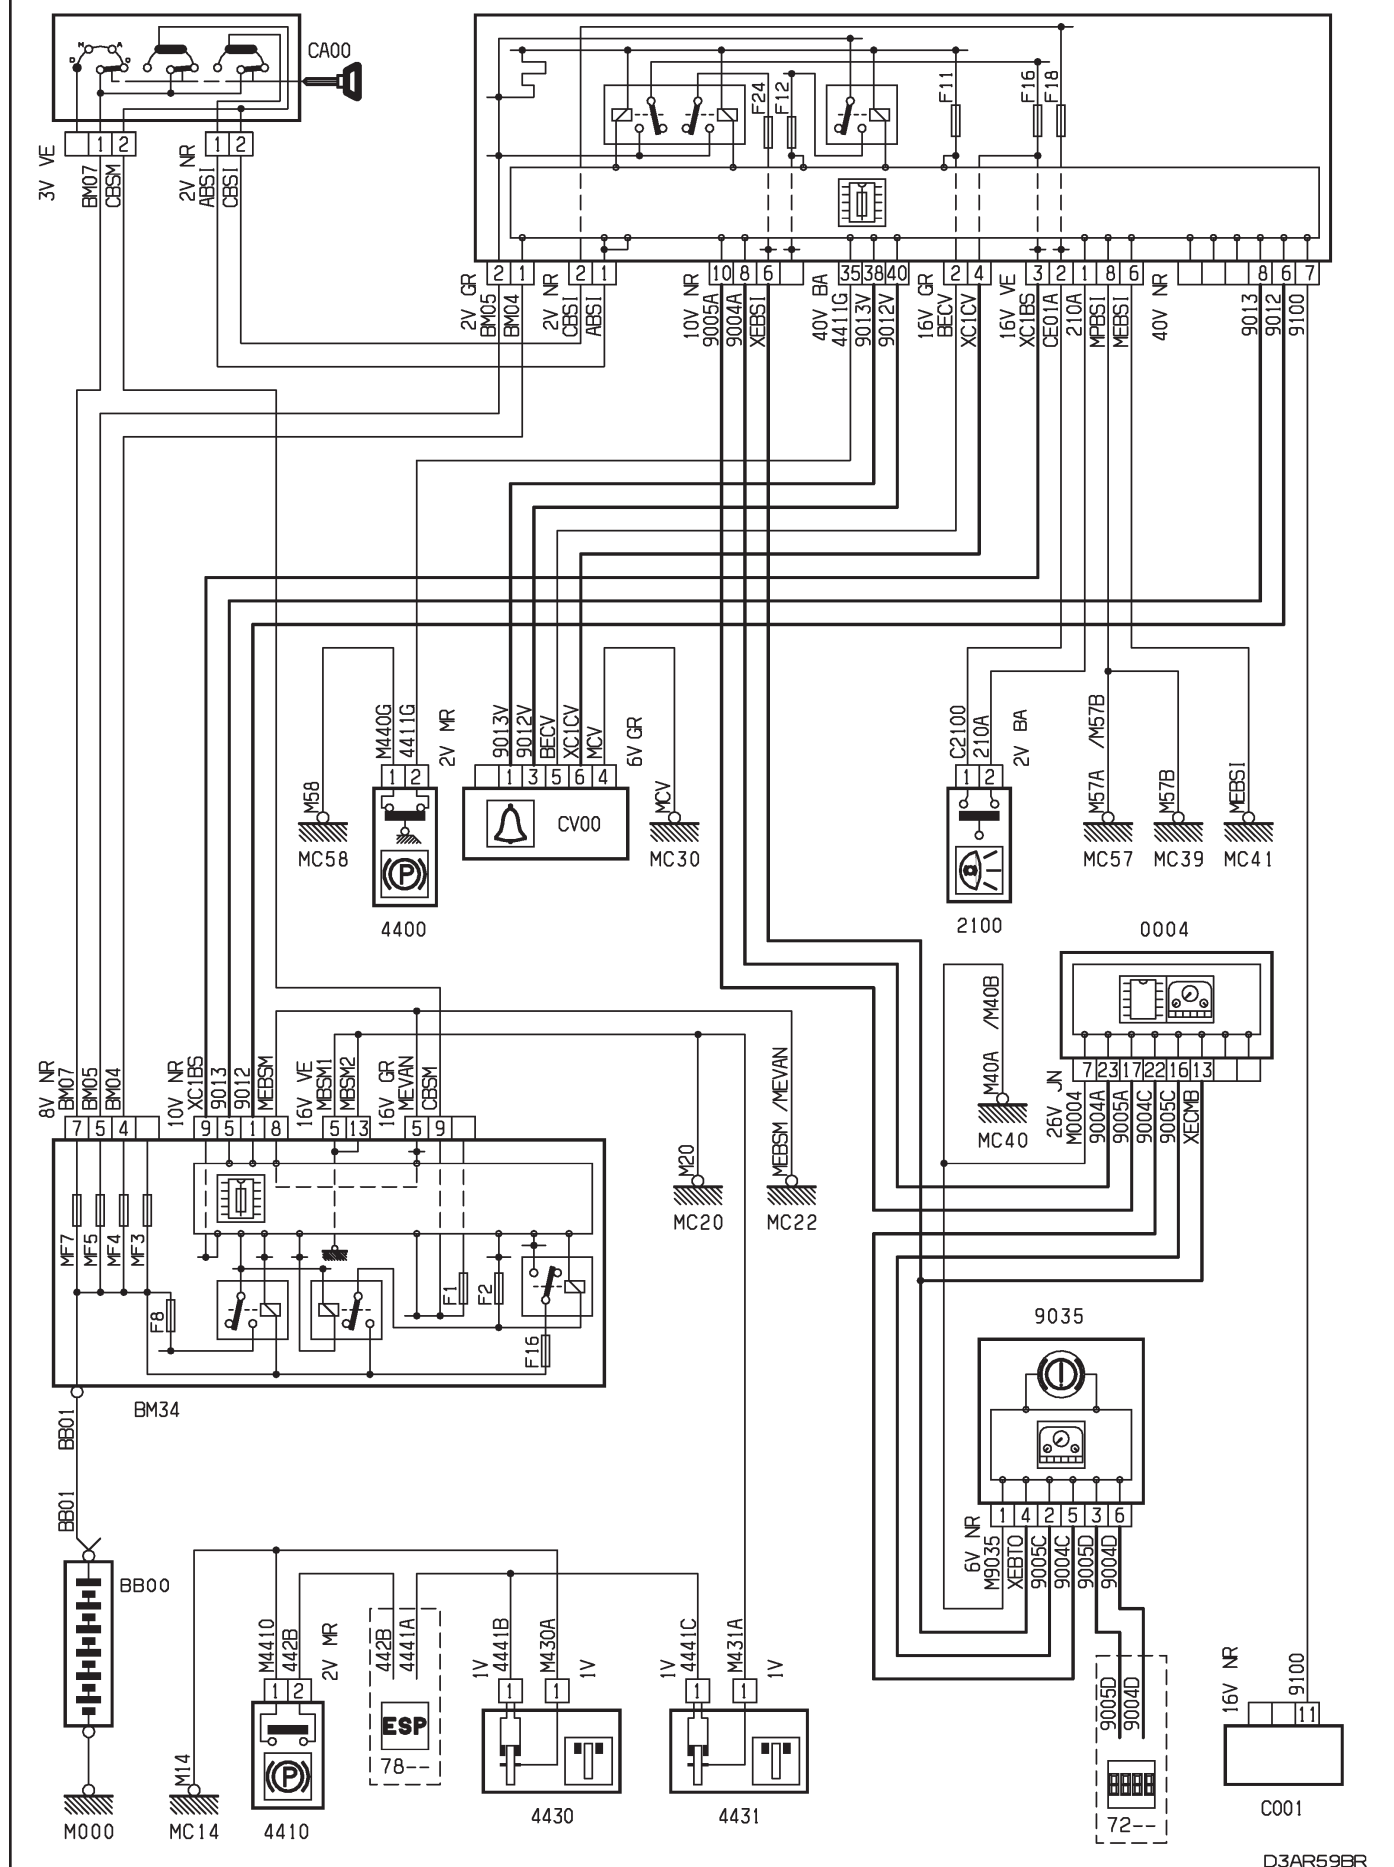 M A
D O
CA00
3V VE
1 2
BM07
CBSM
2V NR
1 2
ABSI
CBSI
F24
F12
F11
F16
F18
2 1
2 1
10 8 6
35 38 40
2 4
3 2 1 8 6
8 6 7
2V GR
BM05
BM04
2V NR
CBSI
ABSI
10V NR
9005A
9004A
XEBSI
40V BA
4411G
9013V
9012V
16V GR
BECV
XC1CV
16V VE
XC1BS
CE01A
210A
MPBSI
MEBSI
40V NR
9013
9012
9100
M58
MC58
M440G
4411G
2V MR
1 2
P
4400
9013V
9012V
BECV
XC1CV
MCV
6V GR
1 3 5 6 4
CV00
MCV
MC30
C2100
210A
2V BA
1 2
2100
M57A /M57B
MC57
M57B
MC39
MEBSI
MC41
0004
M40A /M40B
MC40
26V JN
7 23 17 22 16 13
M0004
9004A
9005A
9004C
9005C
XECMB
8V NR
BM07
BM05
BM04
10V NR
XC1BS
9013
9012
MEBSM
16V VE
MBSM1
MBSM2
16V GR
MEVAN
CBSM
7 5 4
9 5 1 8
5 13
5 9
M20
MC20
MEBSM /MEVAN
MC22
MF7
MF5
MF4
MF3
F8
F1
F2
F16
BM34
BB01
BB01
BB00
M000
9035
1 4 2 5 3 6
6V NR
M9035
XEBTO
9005C
9004C
9005D
9004D
M14
MC14
M4410
442B
2V MR
1 2
P
4410
442B
4441A
ESP
78--
1V
4441B
M430A
1V
1 1
4430
1V
4441C
M431A
1V
1 1
4431
9005D
9004D
8888
72--
16V NR
9100
11
C001
D3AR59BR